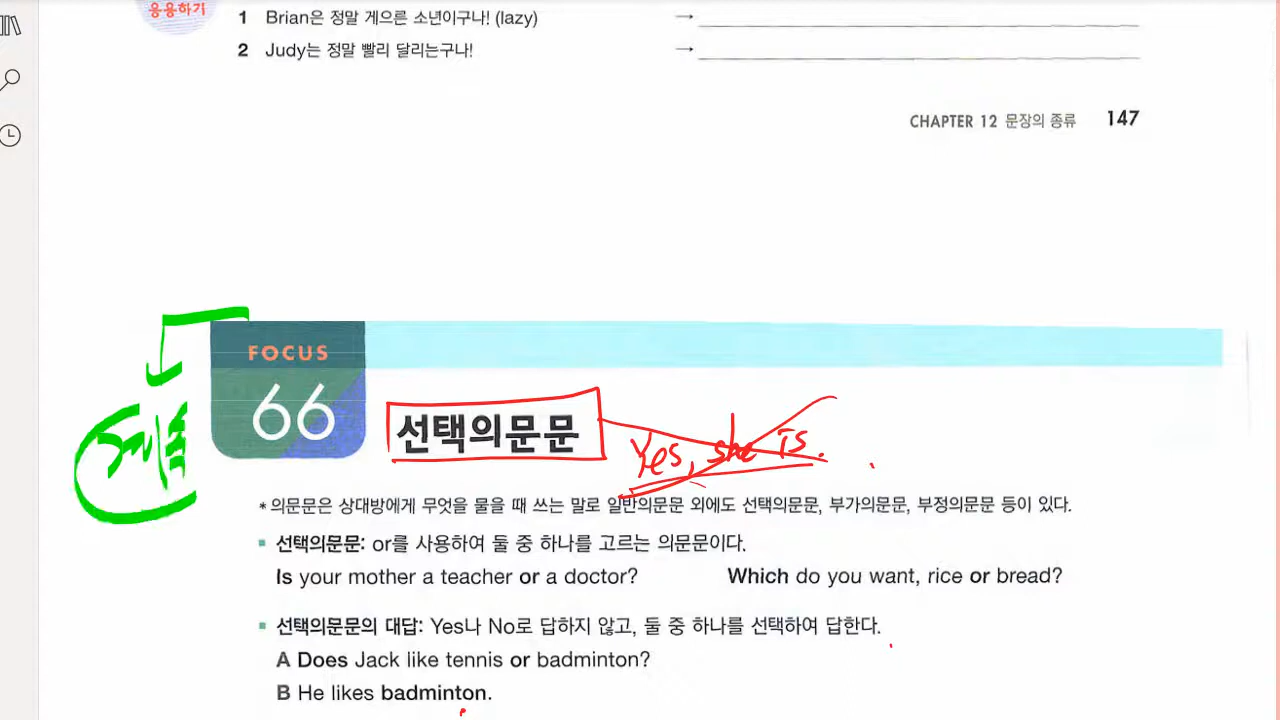 응용하기
1 Brian은 정말 게으른 소년이구나! (lazy) →
2 Judy는 정말 빨리 달리는구나! →
CHAPTER 12 문장의 종류 147
FOCUS
66
선택의문문
Yes, she is.
*의문문은 상대방에게 무엇을 물을 때 쓰는 말로 일반의문문 외에도 선택의문문, 부가의문문, 부정의문문 등이 있다.
선택의문문: or를 사용하여 둘 중 하나를 고르는 의문문이다.
Is your mother a teacher or a doctor? Which do you want, rice or bread?
선택의문문의 대답: Yes나 No로 답하지 않고, 둘 중 하나를 선택하여 답한다.
A Does Jack like tennis or badminton?
B He likes badminton.